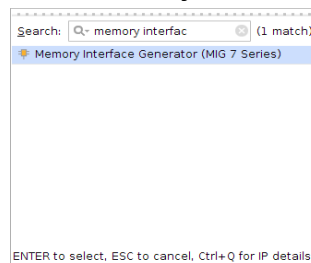 Search: memory interfac (1 match)
Memory Interface Generator (MIG 7 Series)
ENTER to select, ESC to cancel, Ctrl+Q for IP details